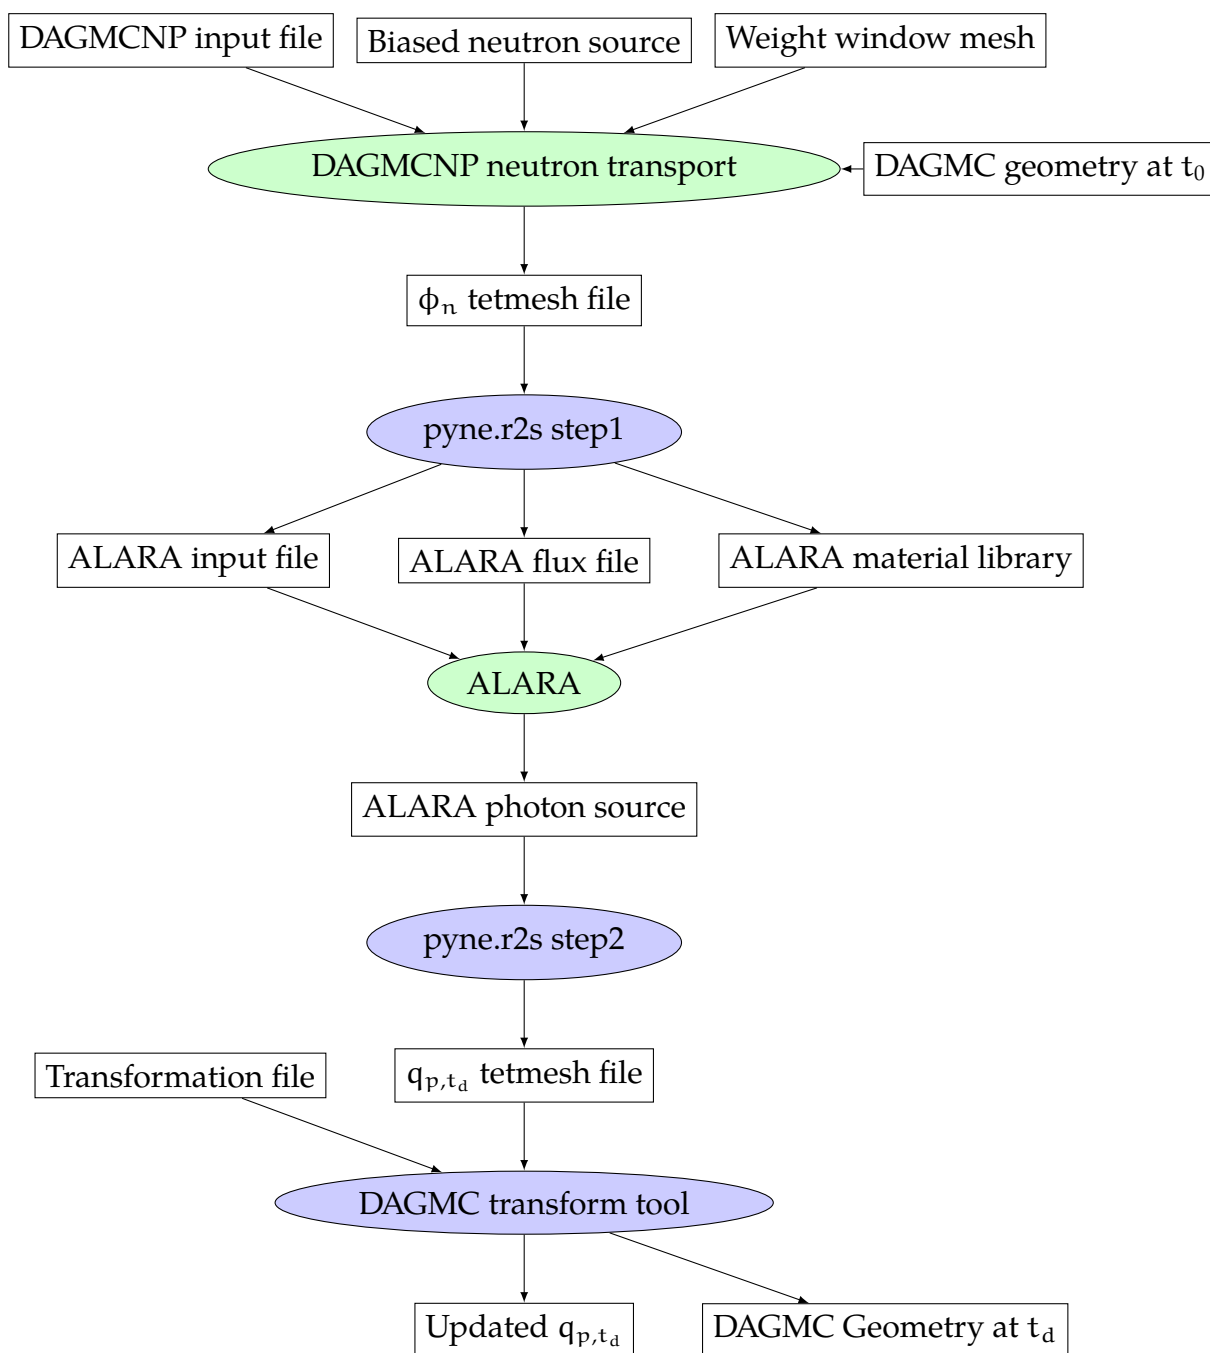 DAGMCNP input file
Biased neutron source
Weight window mesh
DAGMCNP neutron transport
DAGMC geometry at t₀
ϕₙ tetmesh file
pyne.r2s step1
ALARA input file
ALARA flux file
ALARA material library
ALARA
ALARA photon source
pyne.r2s step2
Transformation file
q_{p,t_d} tetmesh file
DAGMC transform tool
Updated q_{p,t_d}
DAGMC Geometry at t_d